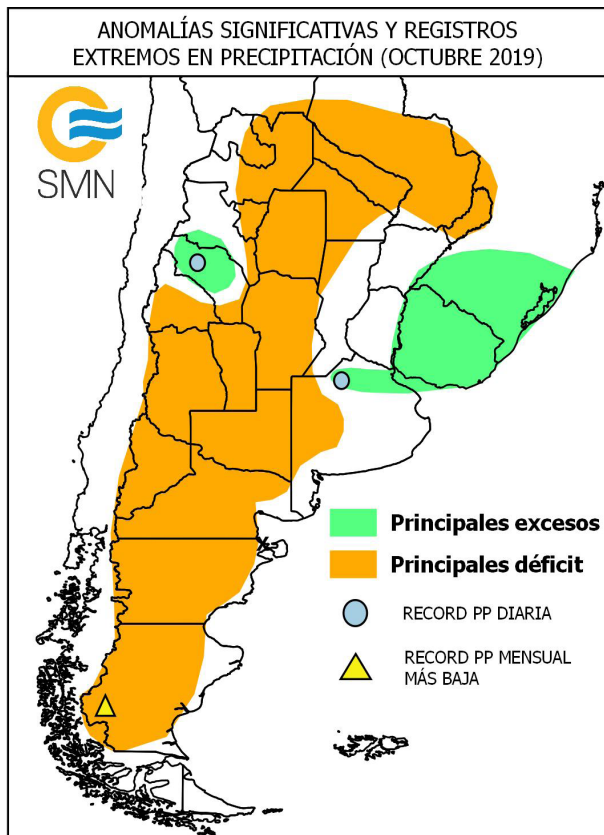 ANOMALÍAS SIGNIFICATIVAS Y REGISTROS
EXTREMOS EN PRECIPITACIÓN (OCTUBRE 2019)
SMN
Principales excesos
Principales déficit
RECORD PP DIARIA
RECORD PP MENSUAL
MÁS BAJA